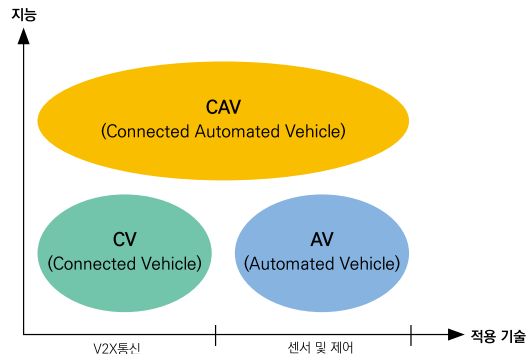 지능
CAV
(Connected Automated Vehicle)
CV
(Connected Vehicle)
AV
(Automated Vehicle)
적용 기술
V2X통신
센서 및 제어